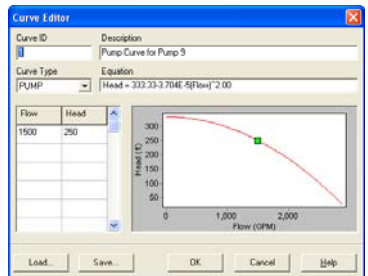 Curve Editor
Curve ID
Description
1
Pump Curve for Pump 9
Curve Type
Equation
PUMP
Head = 333.33-3.704E-5(Flow)^2.00
Flow Head
1500 250
300
250
200
150
100
50
Head (ft)
0 1,000 2,000
Flow (GPM)
Load... Save... OK Cancel Help